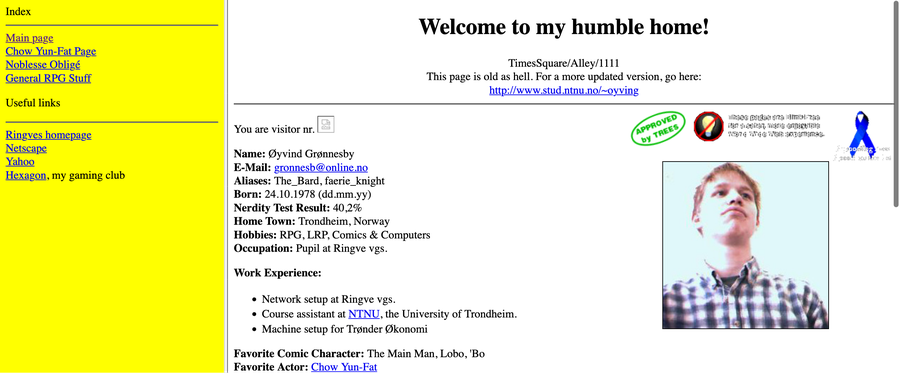 Index
Main page
Chow Yun-Fat Page
Noblesse Obligé
General RPG Stuff
Useful links
Ringves homepage
Netscape
Yahoo
Hexagon, my gaming club
Welcome to my humble home!
TimesSquare/Alley/1111
This page is old as hell. For a more updated version, go here:
http://www.stud.ntnu.no/~oyving
You are visitor nr.
APPROVED
by TREES
Name: Øyvind Grønnesby
E-Mail: gronnesb@online.no
Aliases: The_Bard, faerie_knight
Born: 24.10.1978 (dd.mm.yy)
Nerdity Test Result: 40,2%
Home Town: Trondheim, Norway
Hobbies: RPG, LRP, Comics & Computers
Occupation: Pupil at Ringve vgs.
Work Experience:
Network setup at Ringve vgs.
Course assistant at NTNU, the University of Trondheim.
Machine setup for Trønder Økonomi
Favorite Comic Character: The Main Man, Lobo, 'Bo
Favorite Actor: Chow Yun-Fat